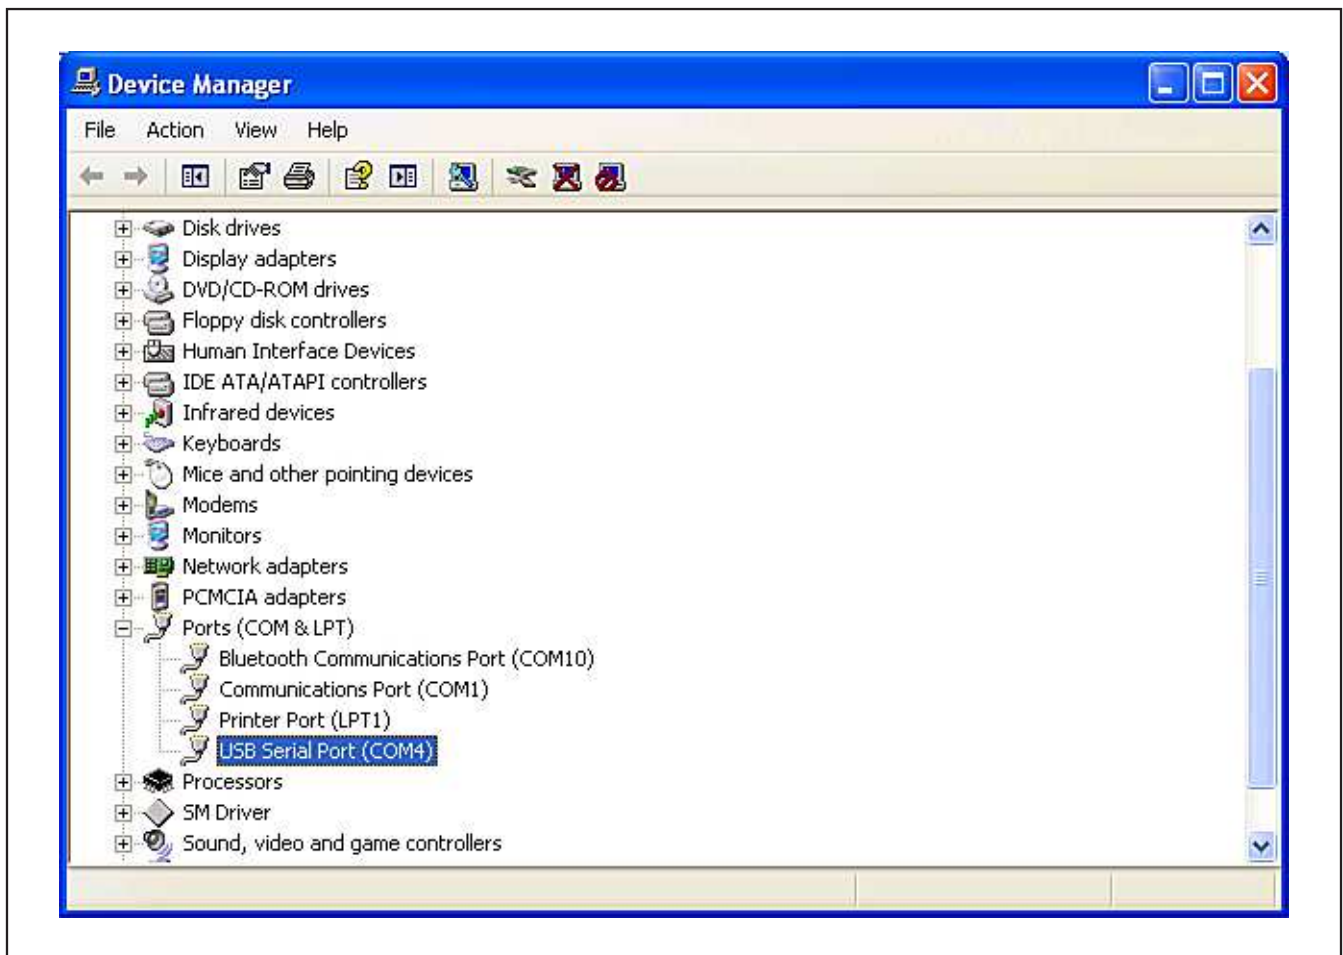 Device Manager
File Action View Help
Disk drives
Display adapters
DVD/CD-ROM drives
Floppy disk controllers
Human Interface Devices
IDE ATA/ATAPI controllers
Infrared devices
Keyboards
Mice and other pointing devices
Modems
Monitors
Network adapters
PCMCIA adapters
Ports (COM & LPT)
Bluetooth Communications Port (COM10)
Communications Port (COM1)
Printer Port (LPT1)
USB Serial Port (COM4)
Processors
SM Driver
Sound, video and game controllers